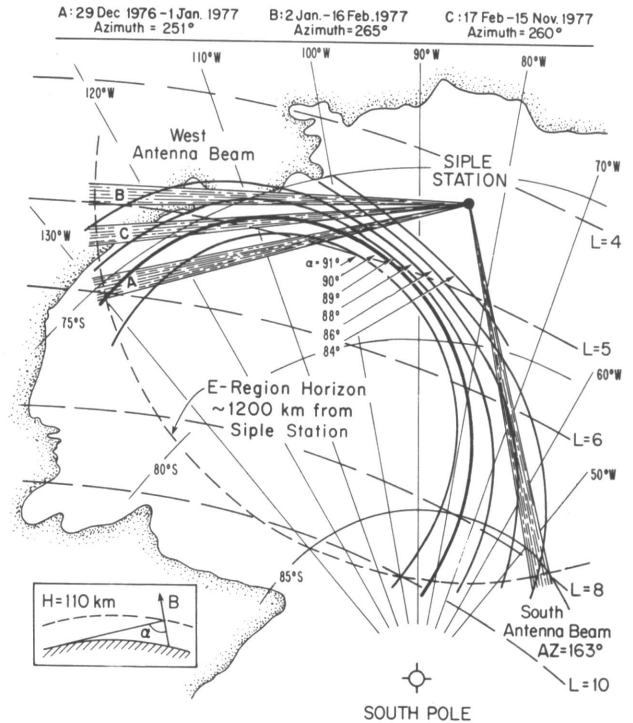 A: 29 Dec 1976 - 1 Jan. 1977
Azimuth = 251°
B: 2 Jan. - 16 Feb. 1977
Azimuth = 265°
C: 17 Feb - 15 Nov. 1977
Azimuth = 260°
120°W
110°W
100°W
90°W
80°W
70°W
West
Antenna Beam
SIPLE
STATION
B
C
A
130°W
75°S
L=4
α = 91°
90°
89°
88°
86°
84°
L=5
60°W
E-Region Horizon
~1200 km from
Siple Station
L=6
80°S
50°W
85°S
L=8
H=110 km
B
α
South
Antenna Beam
AZ=163°
L=10
SOUTH POLE